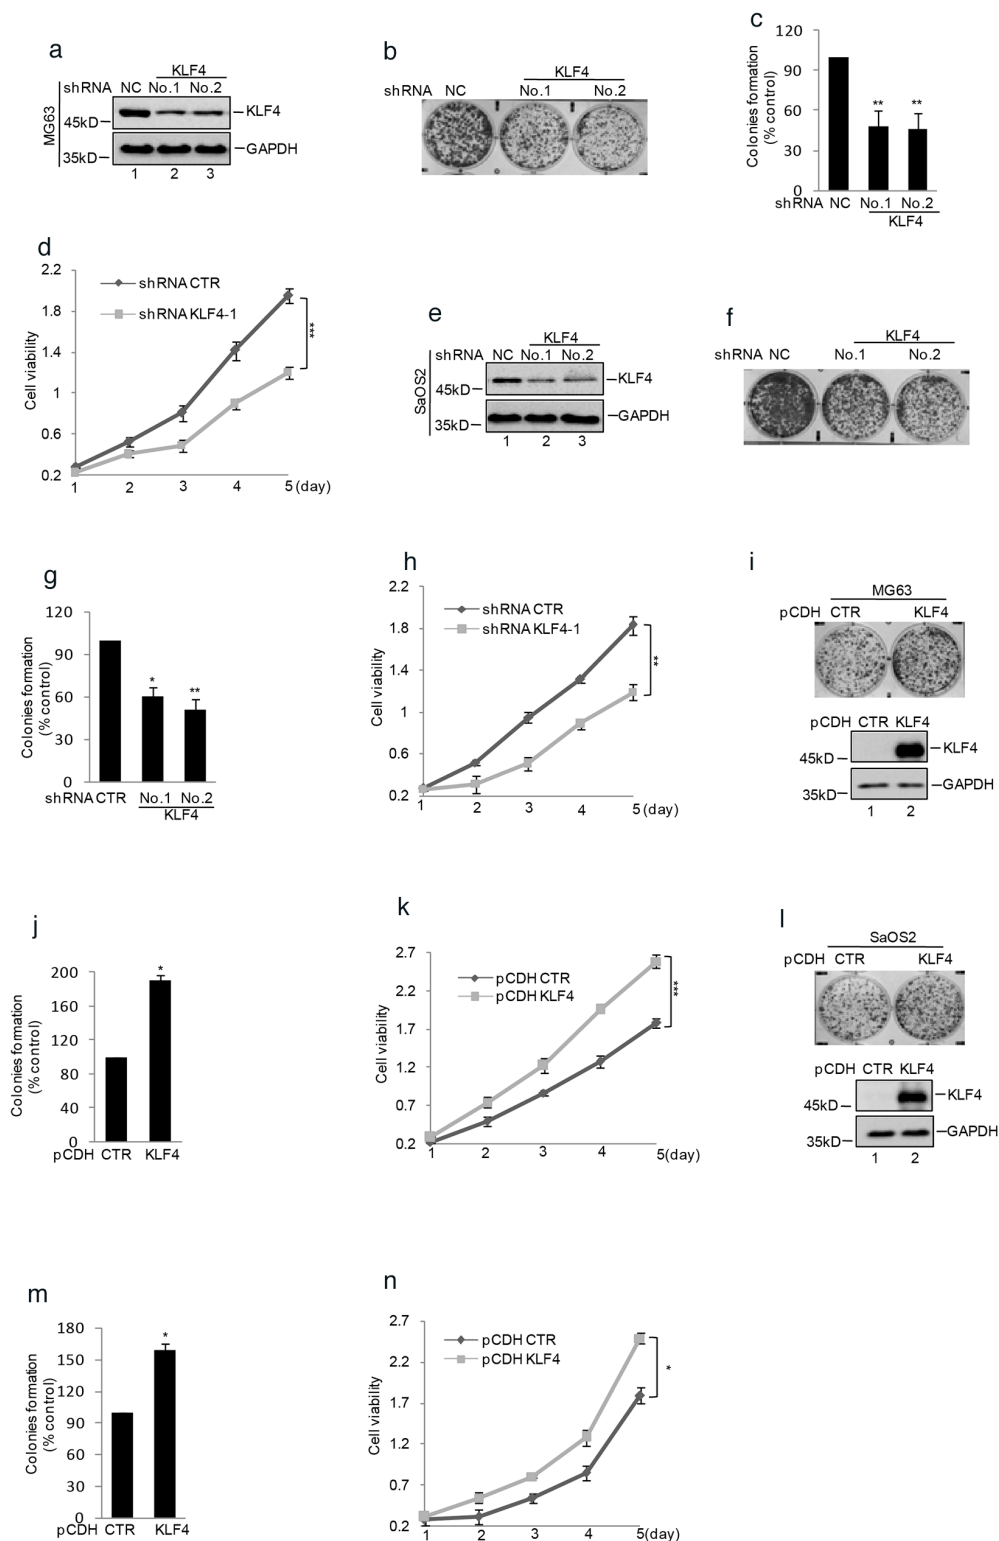 a
KLF4
shRNA NC No.1 No.2
MG63
45kD
KLF4
35kD
GAPDH
1 2 3
b
KLF4
shRNA NC No.1 No.2
c
120
90
60
30
0
Colonies formation
(% control)
** **
shRNA NC No.1 No.2
KLF4
d
2.2
1.8
1.4
1
0.6
0.2
Cell viability
shRNA CTR
shRNA KLF4-1
***
1 2 3 4 5 (day)
e
KLF4
shRNA NC No.1 No.2
SaOS2
45kD
KLF4
35kD
GAPDH
1 2 3
f
KLF4
shRNA NC No.1 No.2
g
120
90
60
30
0
Colonies formation
(% control)
* **
shRNA CTR No.1 No.2
KLF4
h
2.2
1.8
1.4
1
0.6
0.2
Cell viability
shRNA CTR
shRNA KLF4-1
**
1 2 3 4 5 (day)
i
MG63
pCDH CTR KLF4
pCDH CTR KLF4
45kD
KLF4
35kD
GAPDH
1 2
j
200
160
120
80
40
0
Colonies formation
(% control)
*
pCDH CTR KLF4
k
2.7
2.2
1.7
1.2
0.7
0.2
Cell viability
pCDH CTR
pCDH KLF4
***
1 2 3 4 5(day)
l
SaOS2
pCDH CTR KLF4
pCDH CTR KLF4
45kD
KLF4
35kD
GAPDH
1 2
m
180
150
120
90
60
30
0
Colonies formation
(% control)
*
pCDH CTR KLF4
n
2.7
2.2
1.7
1.2
0.7
0.2
Cell viability
pCDH CTR
pCDH KLF4
*
1 2 3 4 5(day)